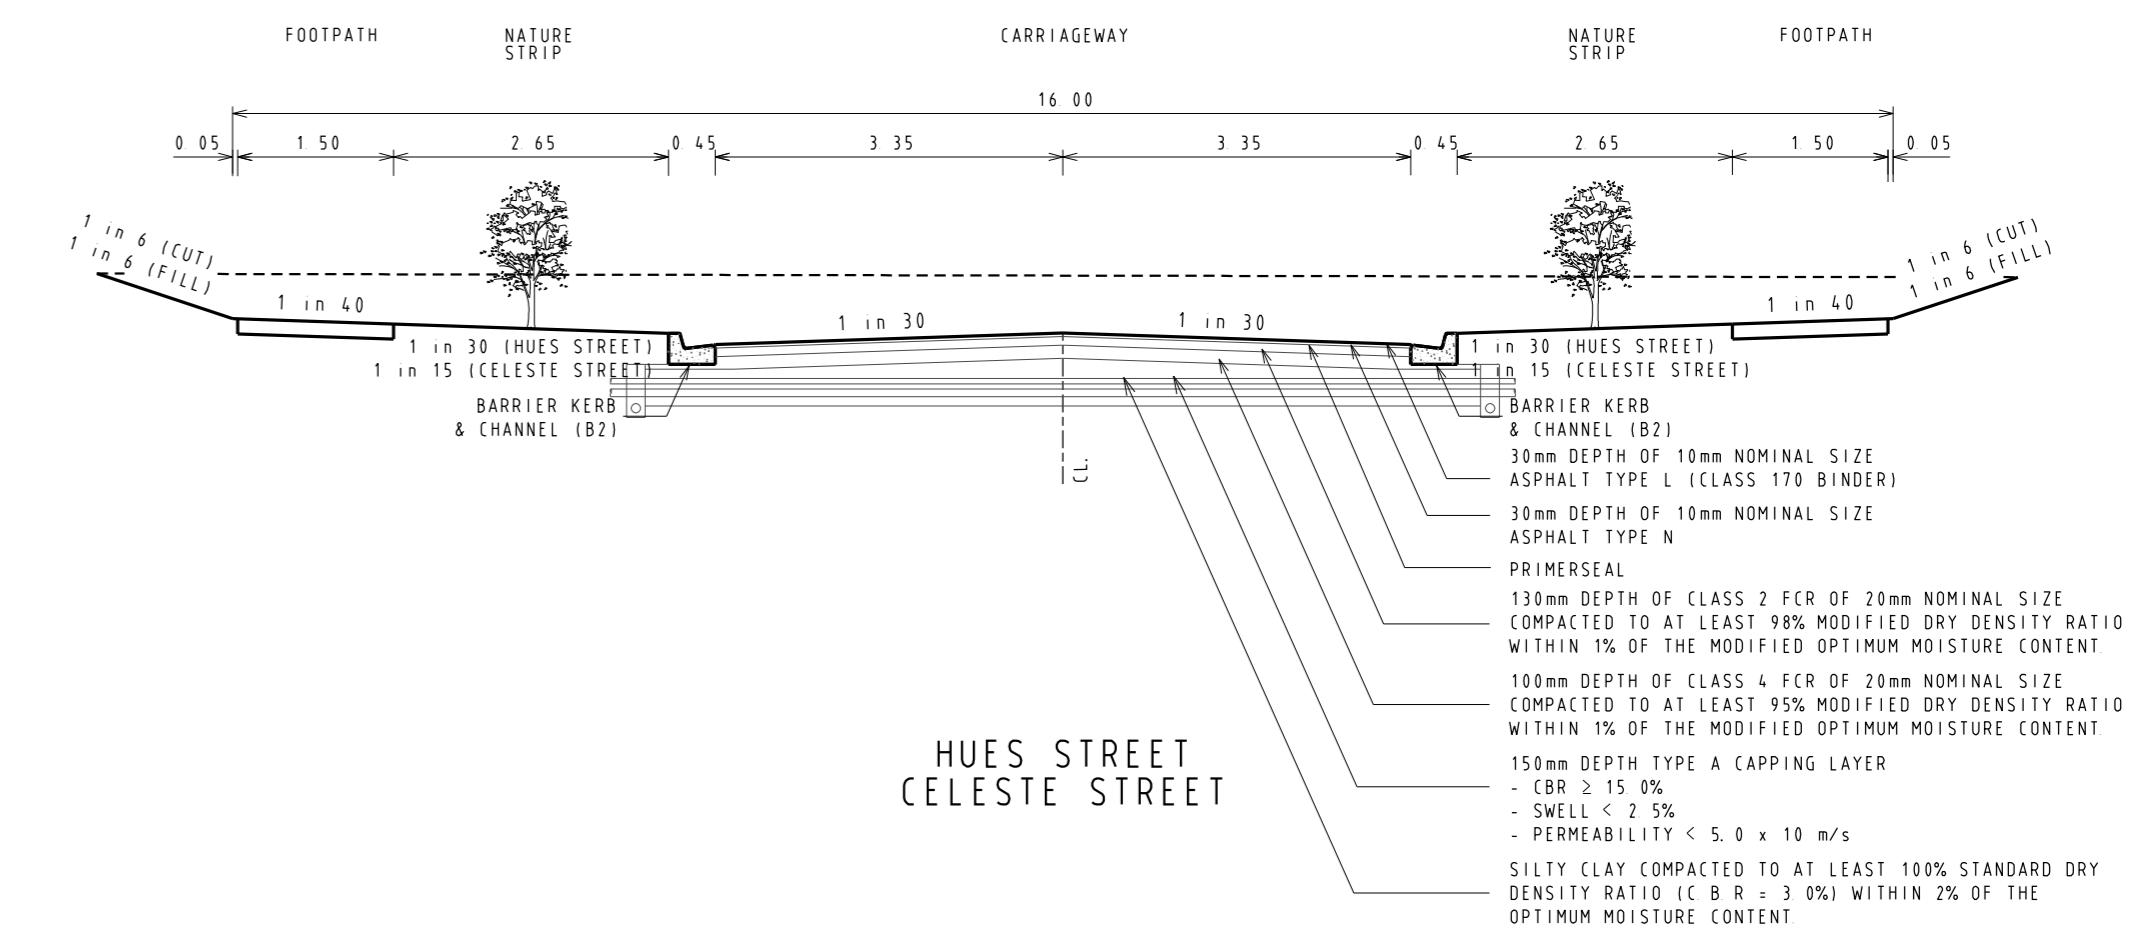 FOOTPATH
NATURE
STRIP
CARRIAGEWAY
NATURE
STRIP
FOOTPATH
16.00
0.05
1.50
2.65
0.45
3.35
3.35
0.45
2.65
1.50
0.05
1 in 6 (CUT)
1 in 6 (FILL)
1 in 6 (CUT)
1 in 6 (FILL)
1 in 40
1 in 30
1 in 30
1 in 40
1 in 30 (HUES STREET)
1 in 15 (CELESTE STREET)
1 in 30 (HUES STREET)
1 in 15 (CELESTE STREET)
BARRIER KERB
& CHANNEL (B2)
BARRIER KERB
& CHANNEL (B2)
CL.
30mm DEPTH OF 10mm NOMINAL SIZE
ASPHALT TYPE L (CLASS 170 BINDER)
30mm DEPTH OF 10mm NOMINAL SIZE
ASPHALT TYPE N
PRIMERSEAL
130mm DEPTH OF CLASS 2 FCR OF 20mm NOMINAL SIZE
COMPACTED TO AT LEAST 98% MODIFIED DRY DENSITY RATIO
WITHIN 1% OF THE MODIFIED OPTIMUM MOISTURE CONTENT.
100mm DEPTH OF CLASS 4 FCR OF 20mm NOMINAL SIZE
COMPACTED TO AT LEAST 95% MODIFIED DRY DENSITY RATIO
WITHIN 1% OF THE MODIFIED OPTIMUM MOISTURE CONTENT.
150mm DEPTH TYPE A CAPPING LAYER
- CBR ≥ 15.0%
- SWELL < 2.5%
- PERMEABILITY < 5.0 x 10 m/s
SILTY CLAY COMPACTED TO AT LEAST 100% STANDARD DRY
DENSITY RATIO (C.B.R = 3.0%) WITHIN 2% OF THE
OPTIMUM MOISTURE CONTENT.
HUES STREET
CELESTE STREET